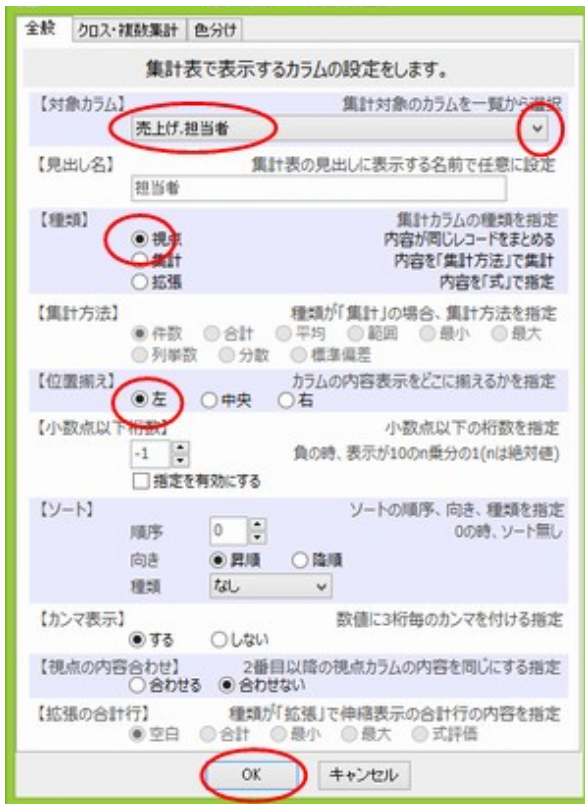 全般 クロス・複数集計 色分け
集計表で表示するカラムの設定をします。
【対象カラム】 集計対象のカラムを一覧から選択
売上げ.担当者
【見出し名】 集計表の見出しに表示する名前で任意に設定
担当者
【種類】 集計カラムの種類を指定
視点 内容が同じレコードをまとめる
集計 内容を「集計方法」で集計
拡張 内容を「式」で指定
【集計方法】 種類が「集計」の場合、集計方法を指定
件数 合計 平均 範囲 最小 最大
列挙数 分散 標準偏差
【位置揃え】 カラムの内容表示をどこに揃えるかを指定
左 中央 右
【小数点以下桁数】 小数点以下の桁数を指定
-1 負の時、表示が10のn乗分の1(nは絶対値)
指定を有効にする
【ソート】 ソートの順序、向き、種類を指定
順序 0 0の時、ソート無し
向き 昇順 降順
種類 なし
【カンマ表示】 数値に3桁毎のカンマを付ける指定
する しない
【視点の内容合わせ】 2番目以降の視点カラムの内容を同じにする指定
合わせる 合わせない
【拡張の合計行】 種類が「拡張」で伸縮表示の合計行の内容を指定
空白 合計 最小 最大 式評価
OK キャンセル